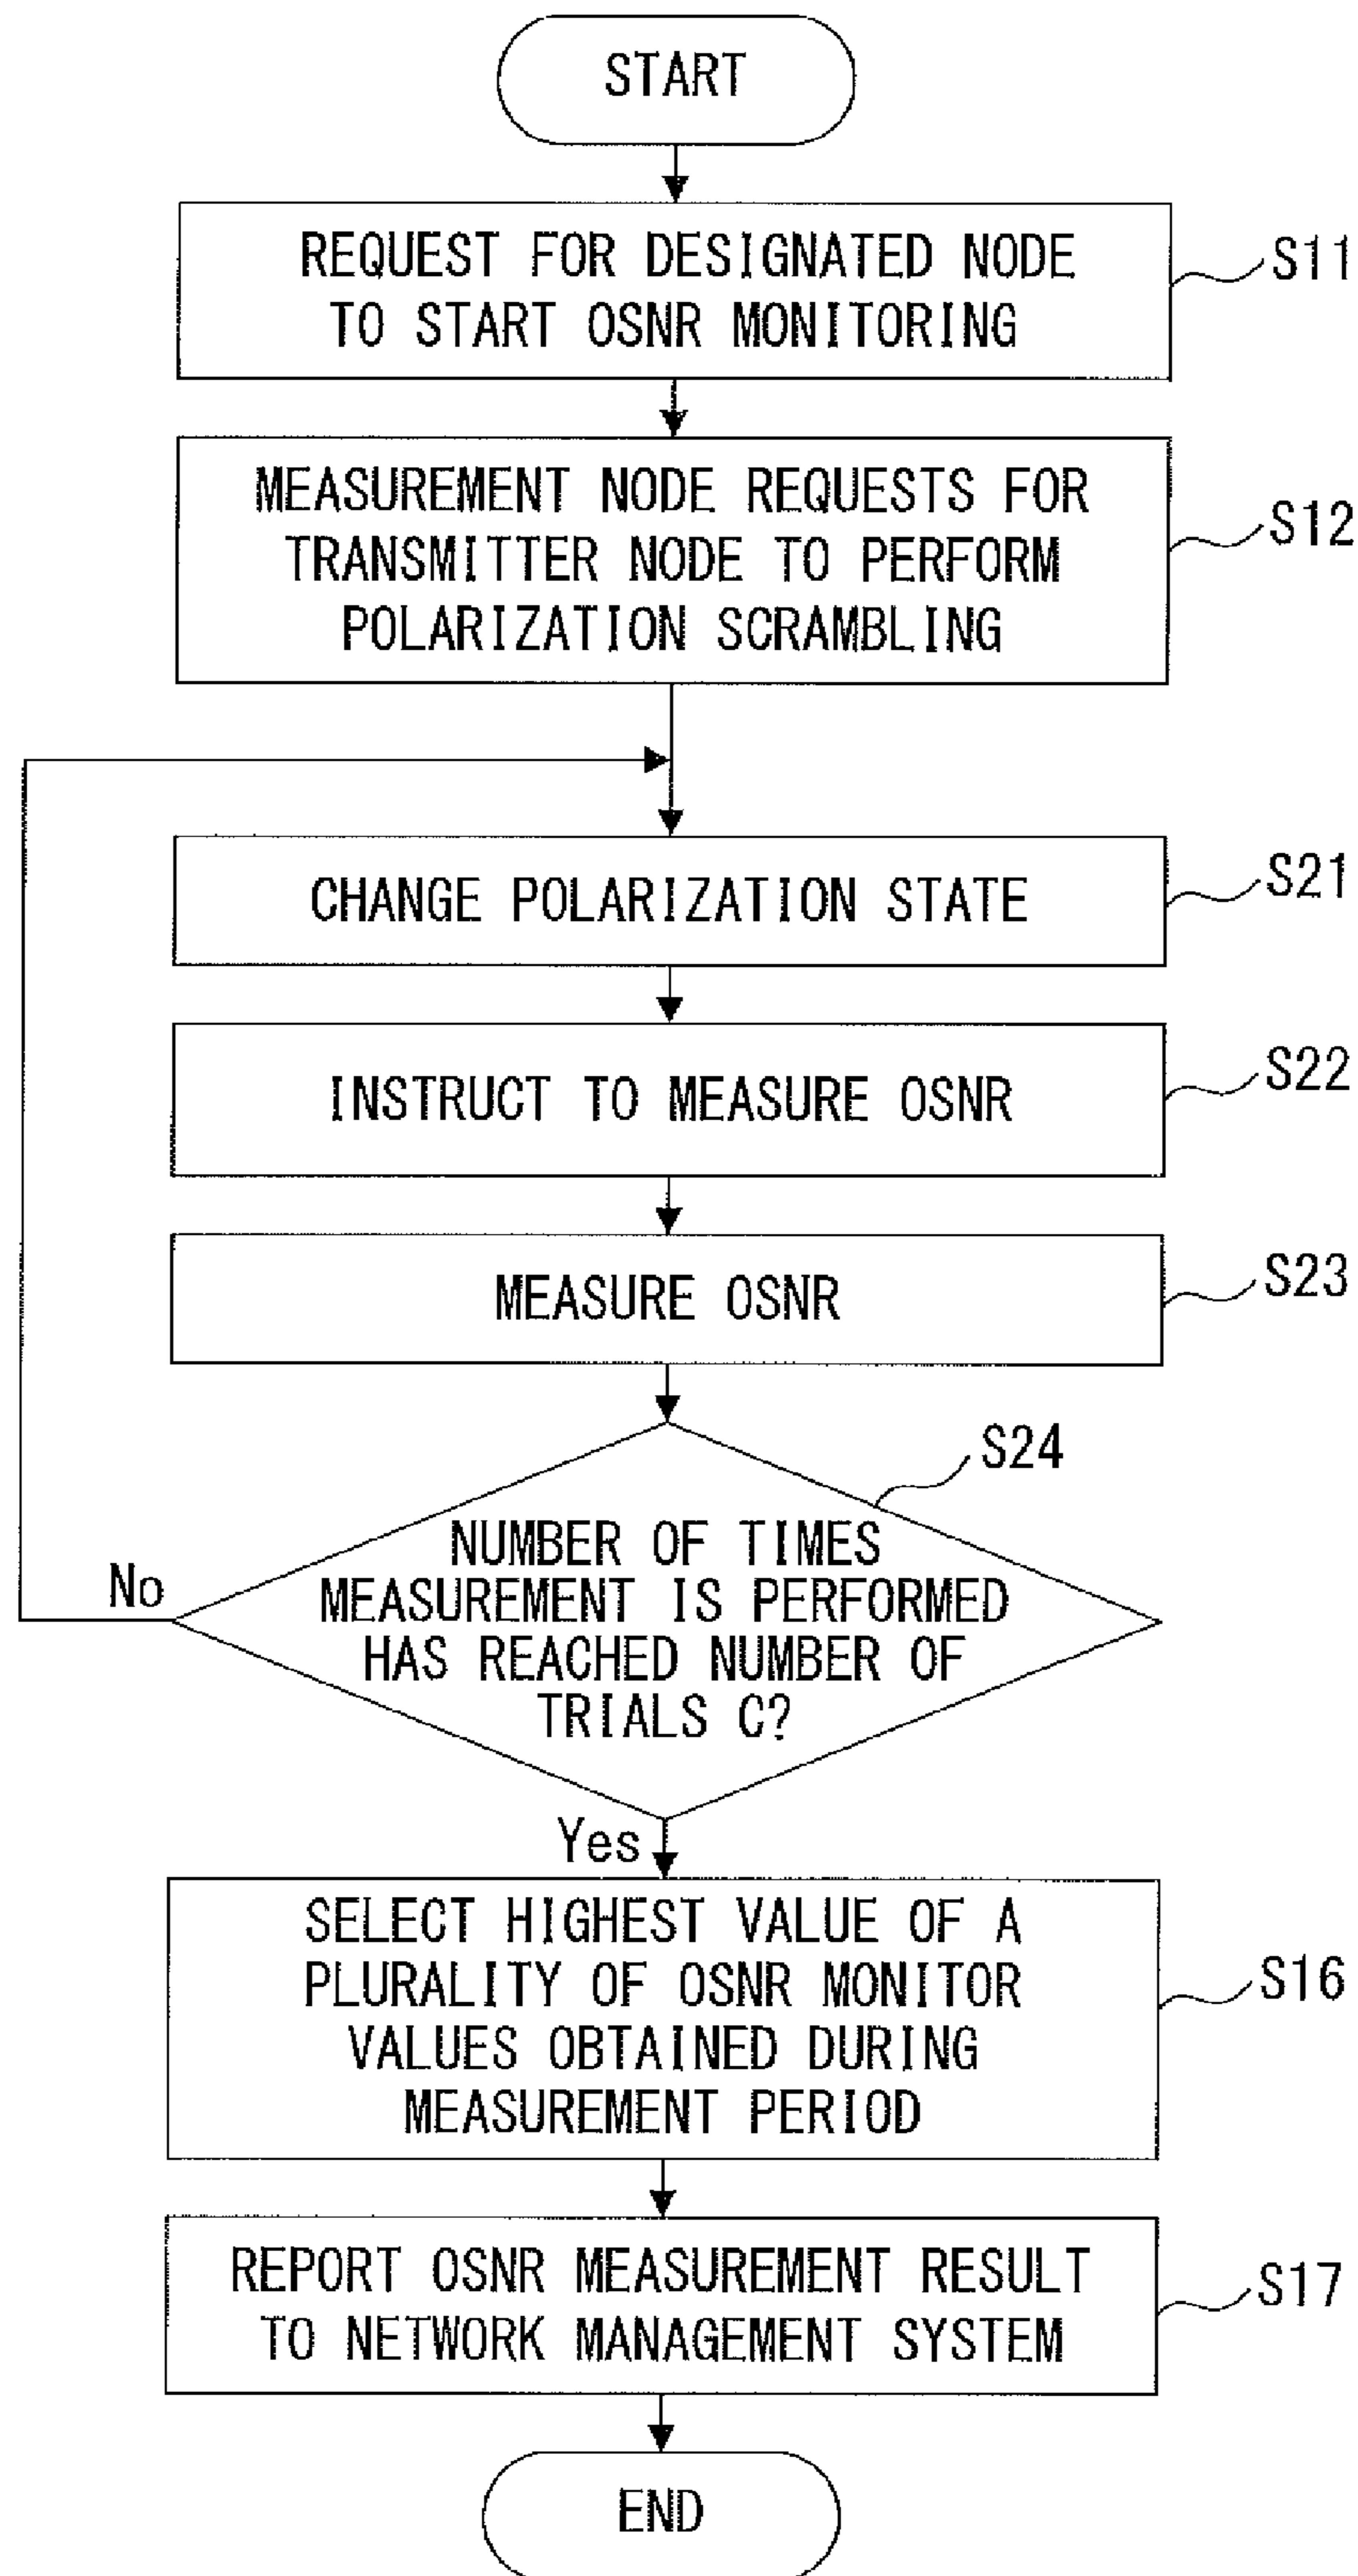 START
REQUEST FOR DESIGNATED NODE
TO START OSNR MONITORING
S11
MEASUREMENT NODE REQUESTS FOR
TRANSMITTER NODE TO PERFORM
POLARIZATION SCRAMBLING
S12
CHANGE POLARIZATION STATE
S21
INSTRUCT TO MEASURE OSNR
S22
MEASURE OSNR
S23
S24
NUMBER OF TIMES
MEASUREMENT IS PERFORMED
HAS REACHED NUMBER OF
TRIALS C?
No
Yes
SELECT HIGHEST VALUE OF A
PLURALITY OF OSNR MONITOR
VALUES OBTAINED DURING
MEASUREMENT PERIOD
S16
REPORT OSNR MEASUREMENT RESULT
TO NETWORK MANAGEMENT SYSTEM
S17
END